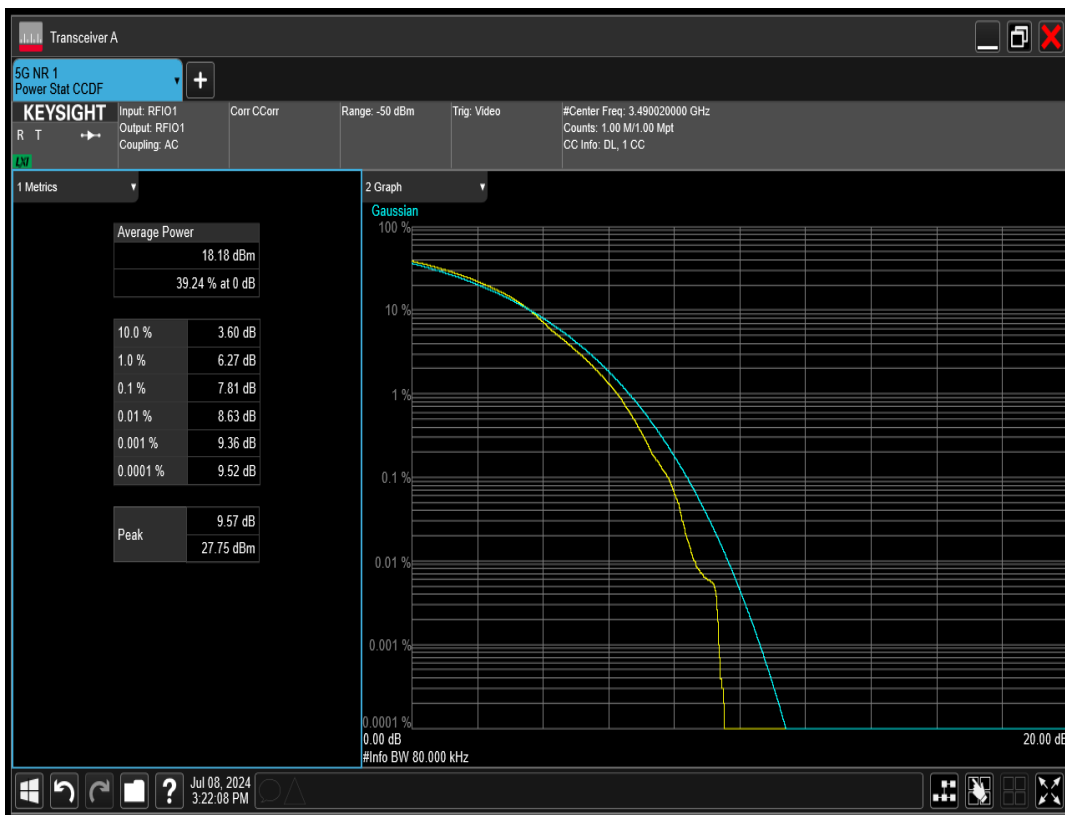 Transceiver A
5G NR 1
Power Stat CCDF
+
KEYSIGHT
R T
LXI
Input: RFIO1
Output: RFIO1
Coupling: AC
Corr CCorr
Range: -50 dBm
Trig: Video
#Center Freq: 3.490020000 GHz
Counts: 1.00 M/1.00 Mpt
CC Info: DL, 1 CC
1 Metrics
Average Power
18.18 dBm
39.24 % at 0 dB
10.0 % 3.60 dB
1.0 % 6.27 dB
0.1 % 7.81 dB
0.01 % 8.63 dB
0.001 % 9.36 dB
0.0001 % 9.52 dB
Peak
9.57 dB
27.75 dBm
2 Graph
Gaussian
100 %
10 %
1 %
0.1 %
0.01 %
0.001 %
0.0001 %
0.00 dB 20.00 dB
#Info BW 80.000 kHz
?
Jul 08, 2024
3:22:08 PM